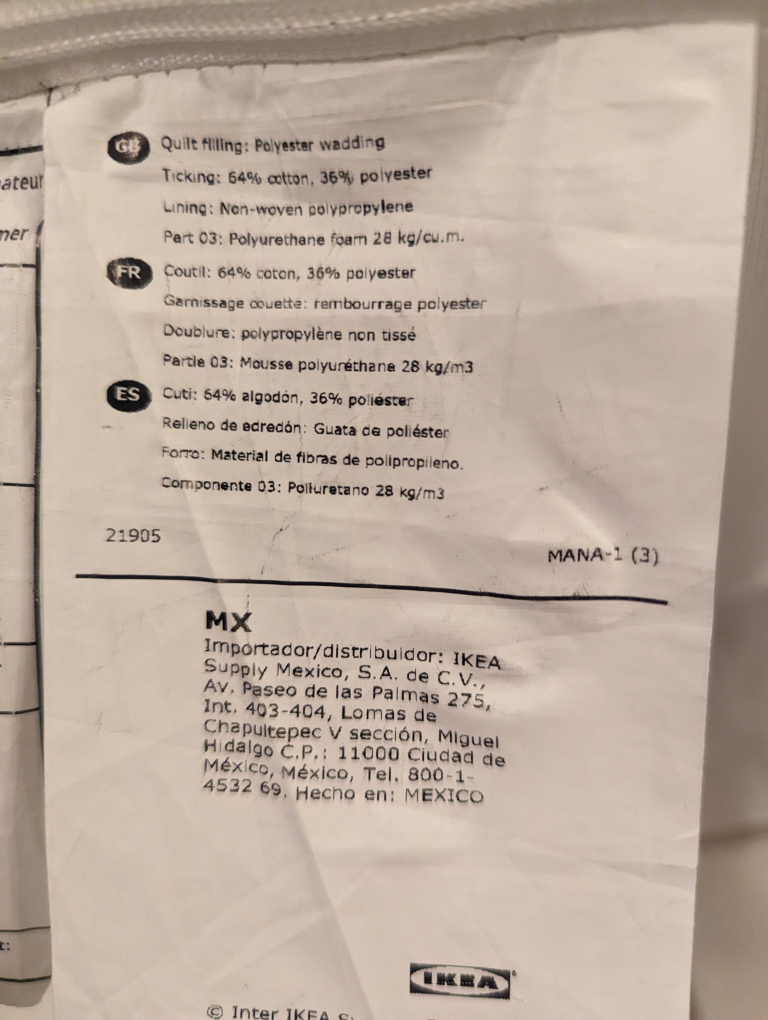 ateur
mer (
GB Quilt filling: Polyester wadding
Ticking: 64% cotton, 36% polyester
Lining: Non-woven polypropylene
Part 03: Polyurethane foam 28 kg/cu.m.
FR Coutil: 64% coton, 36% polyester
Garnissage couette: rembourrage polyester
Doublure: polypropylène non tissé
Partie 03: Mousse polyuréthane 28 kg/m3
ES Cutí: 64% algodón, 36% poliéster
Relleno de edredón: Guata de poliéster
Forro: Material de fibras de polipropileno.
Componente 03: Poliuretano 28 kg/m3
21905
MANA-1 (3)
MX
Importador/distribuidor: IKEA
Supply Mexico, S.A. de C.V.,
Av. Paseo de las Palmas 275,
Int. 403-404, Lomas de
Chapultepec V sección, Miguel
Hidalgo C.P.: 11000 Ciudad de
México, México, Tel. 800-1-
4532 69. Hecho en: MEXICO
t:
IKEA
© Inter IKEA